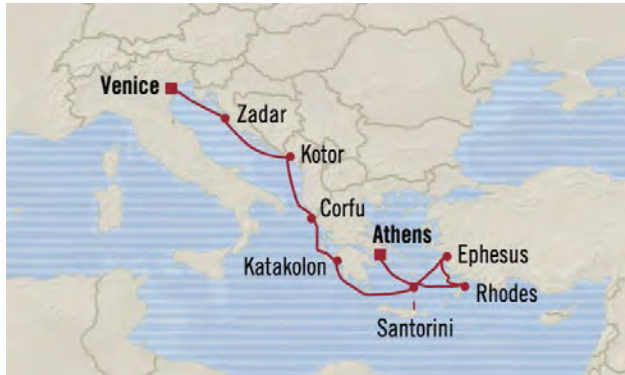 Venice
Zadar
Kotor
Corfu
Athens
Ephesus
Katakolon
Rhodes
Santorini